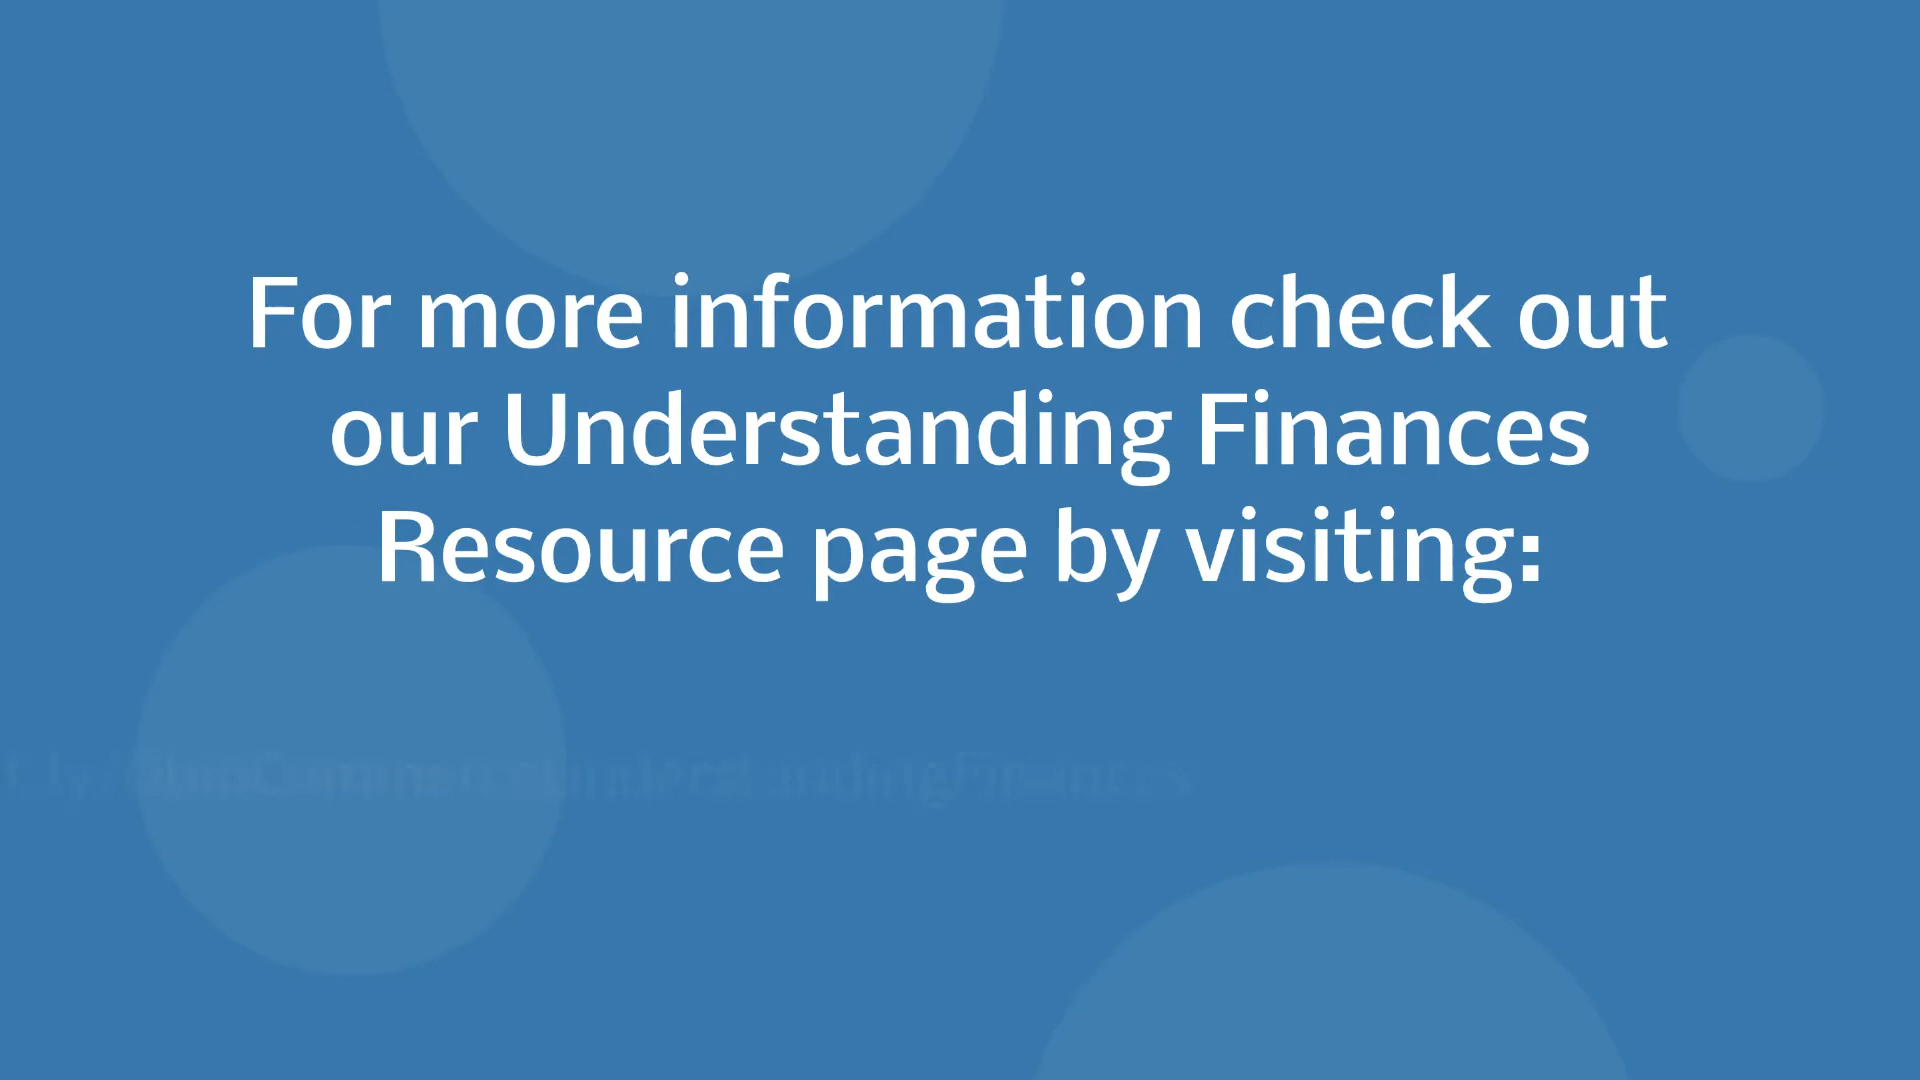 For more information check out
our Understanding Finances
Resource page by visiting: